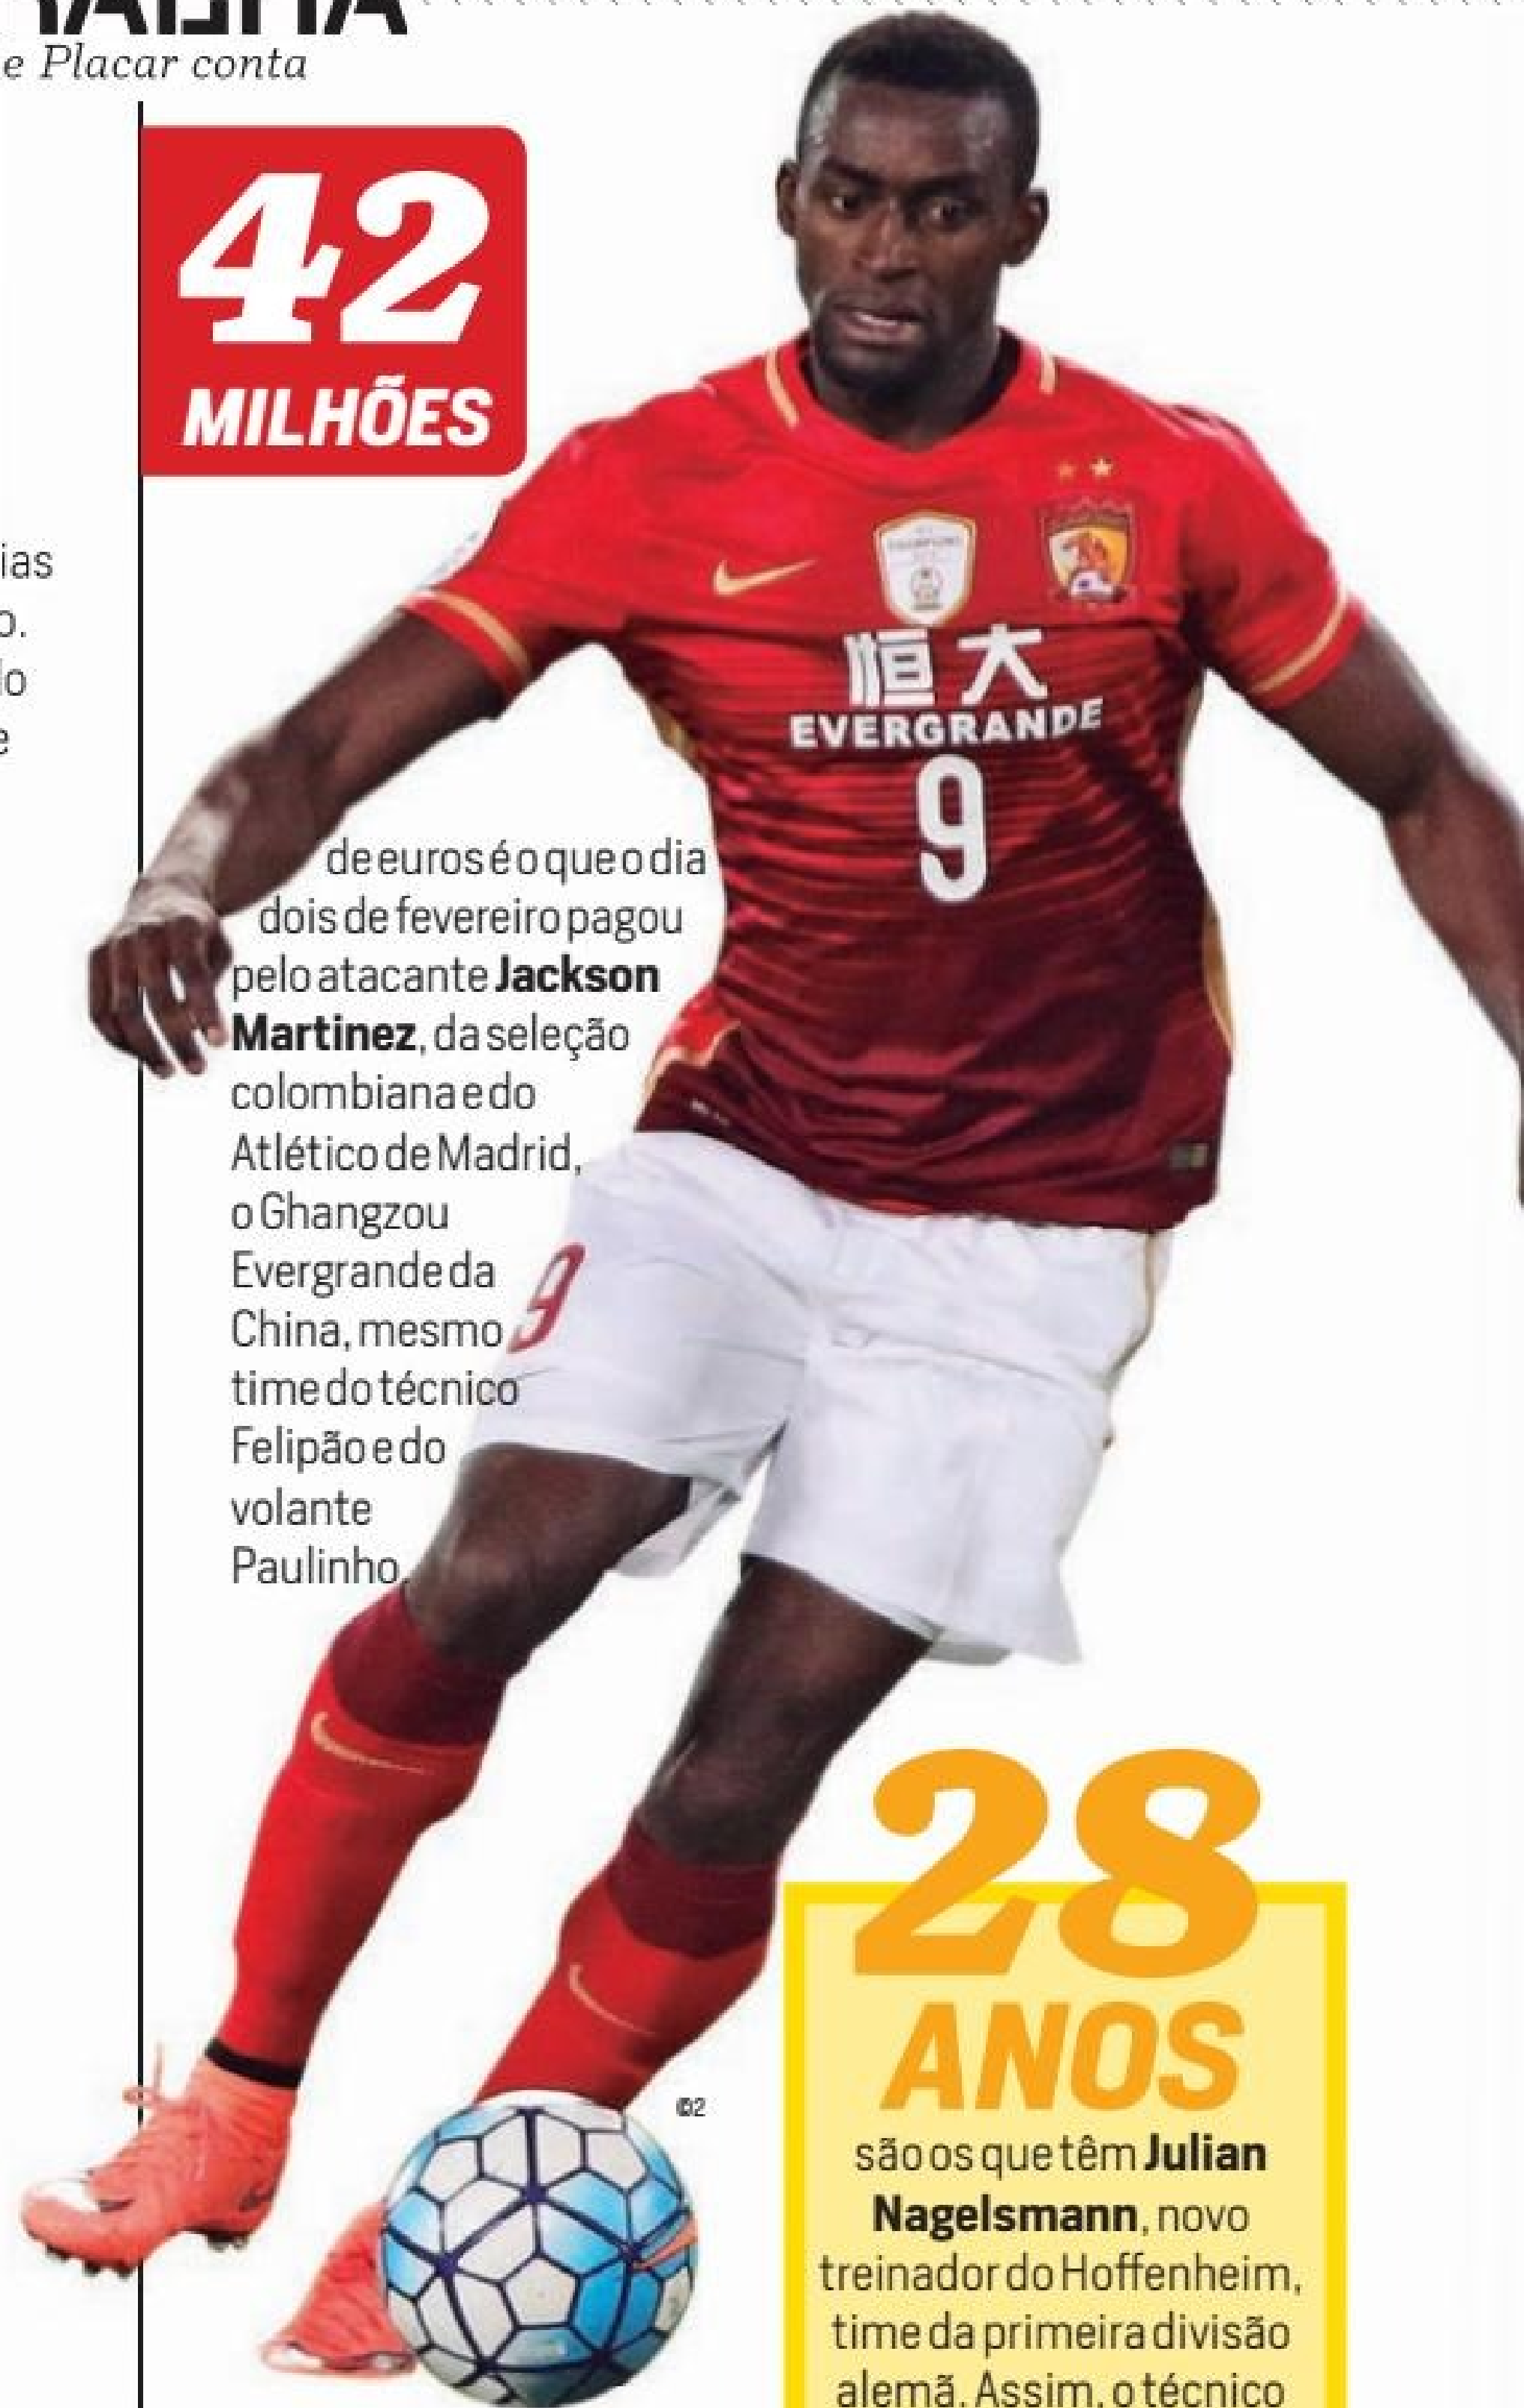 e Placar conta
42
MILHÕES
ias
o.
lo
e
恒大
EVERGRANDE
9
de euros é o que o dia
dois de fevereiro pagou
pelo atacante Jackson
Martinez, da seleção
colombiana e do
Atlético de Madrid,
o Ghangzou
Evergrande da
China, mesmo
time do técnico
Felipão e do
volante
Paulinho.
9
©2
28
ANOS
são os que têm Julian
Nagelsmann, novo
treinador do Hoffenheim,
time da primeira divisão
alemã. Assim, o técnico